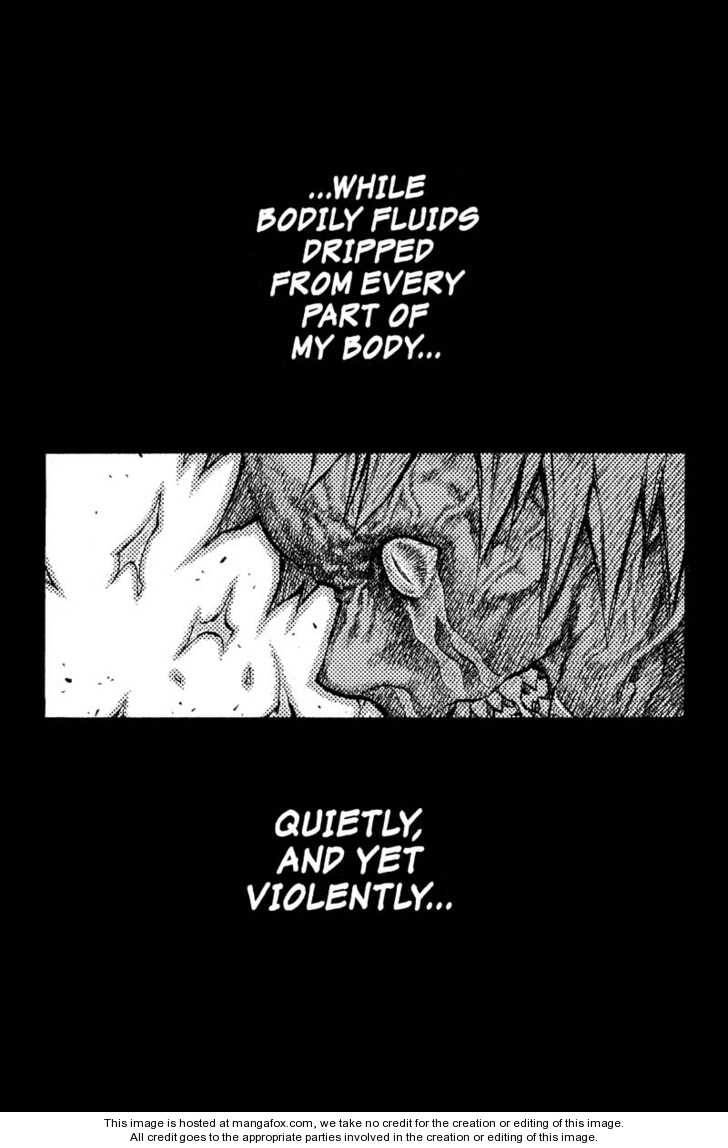 ...WHILE
BODILY FLUIDS
DRIPPED
FROM EVERY
PART OF
MY BODY...
QUIETLY,
AND YET
VIOLENTLY...
This image is hosted at mangafox.com, we take no credit for the creation or editing of this image.
All credit goes to the appropriate parties involved in the creation or editing of this image.